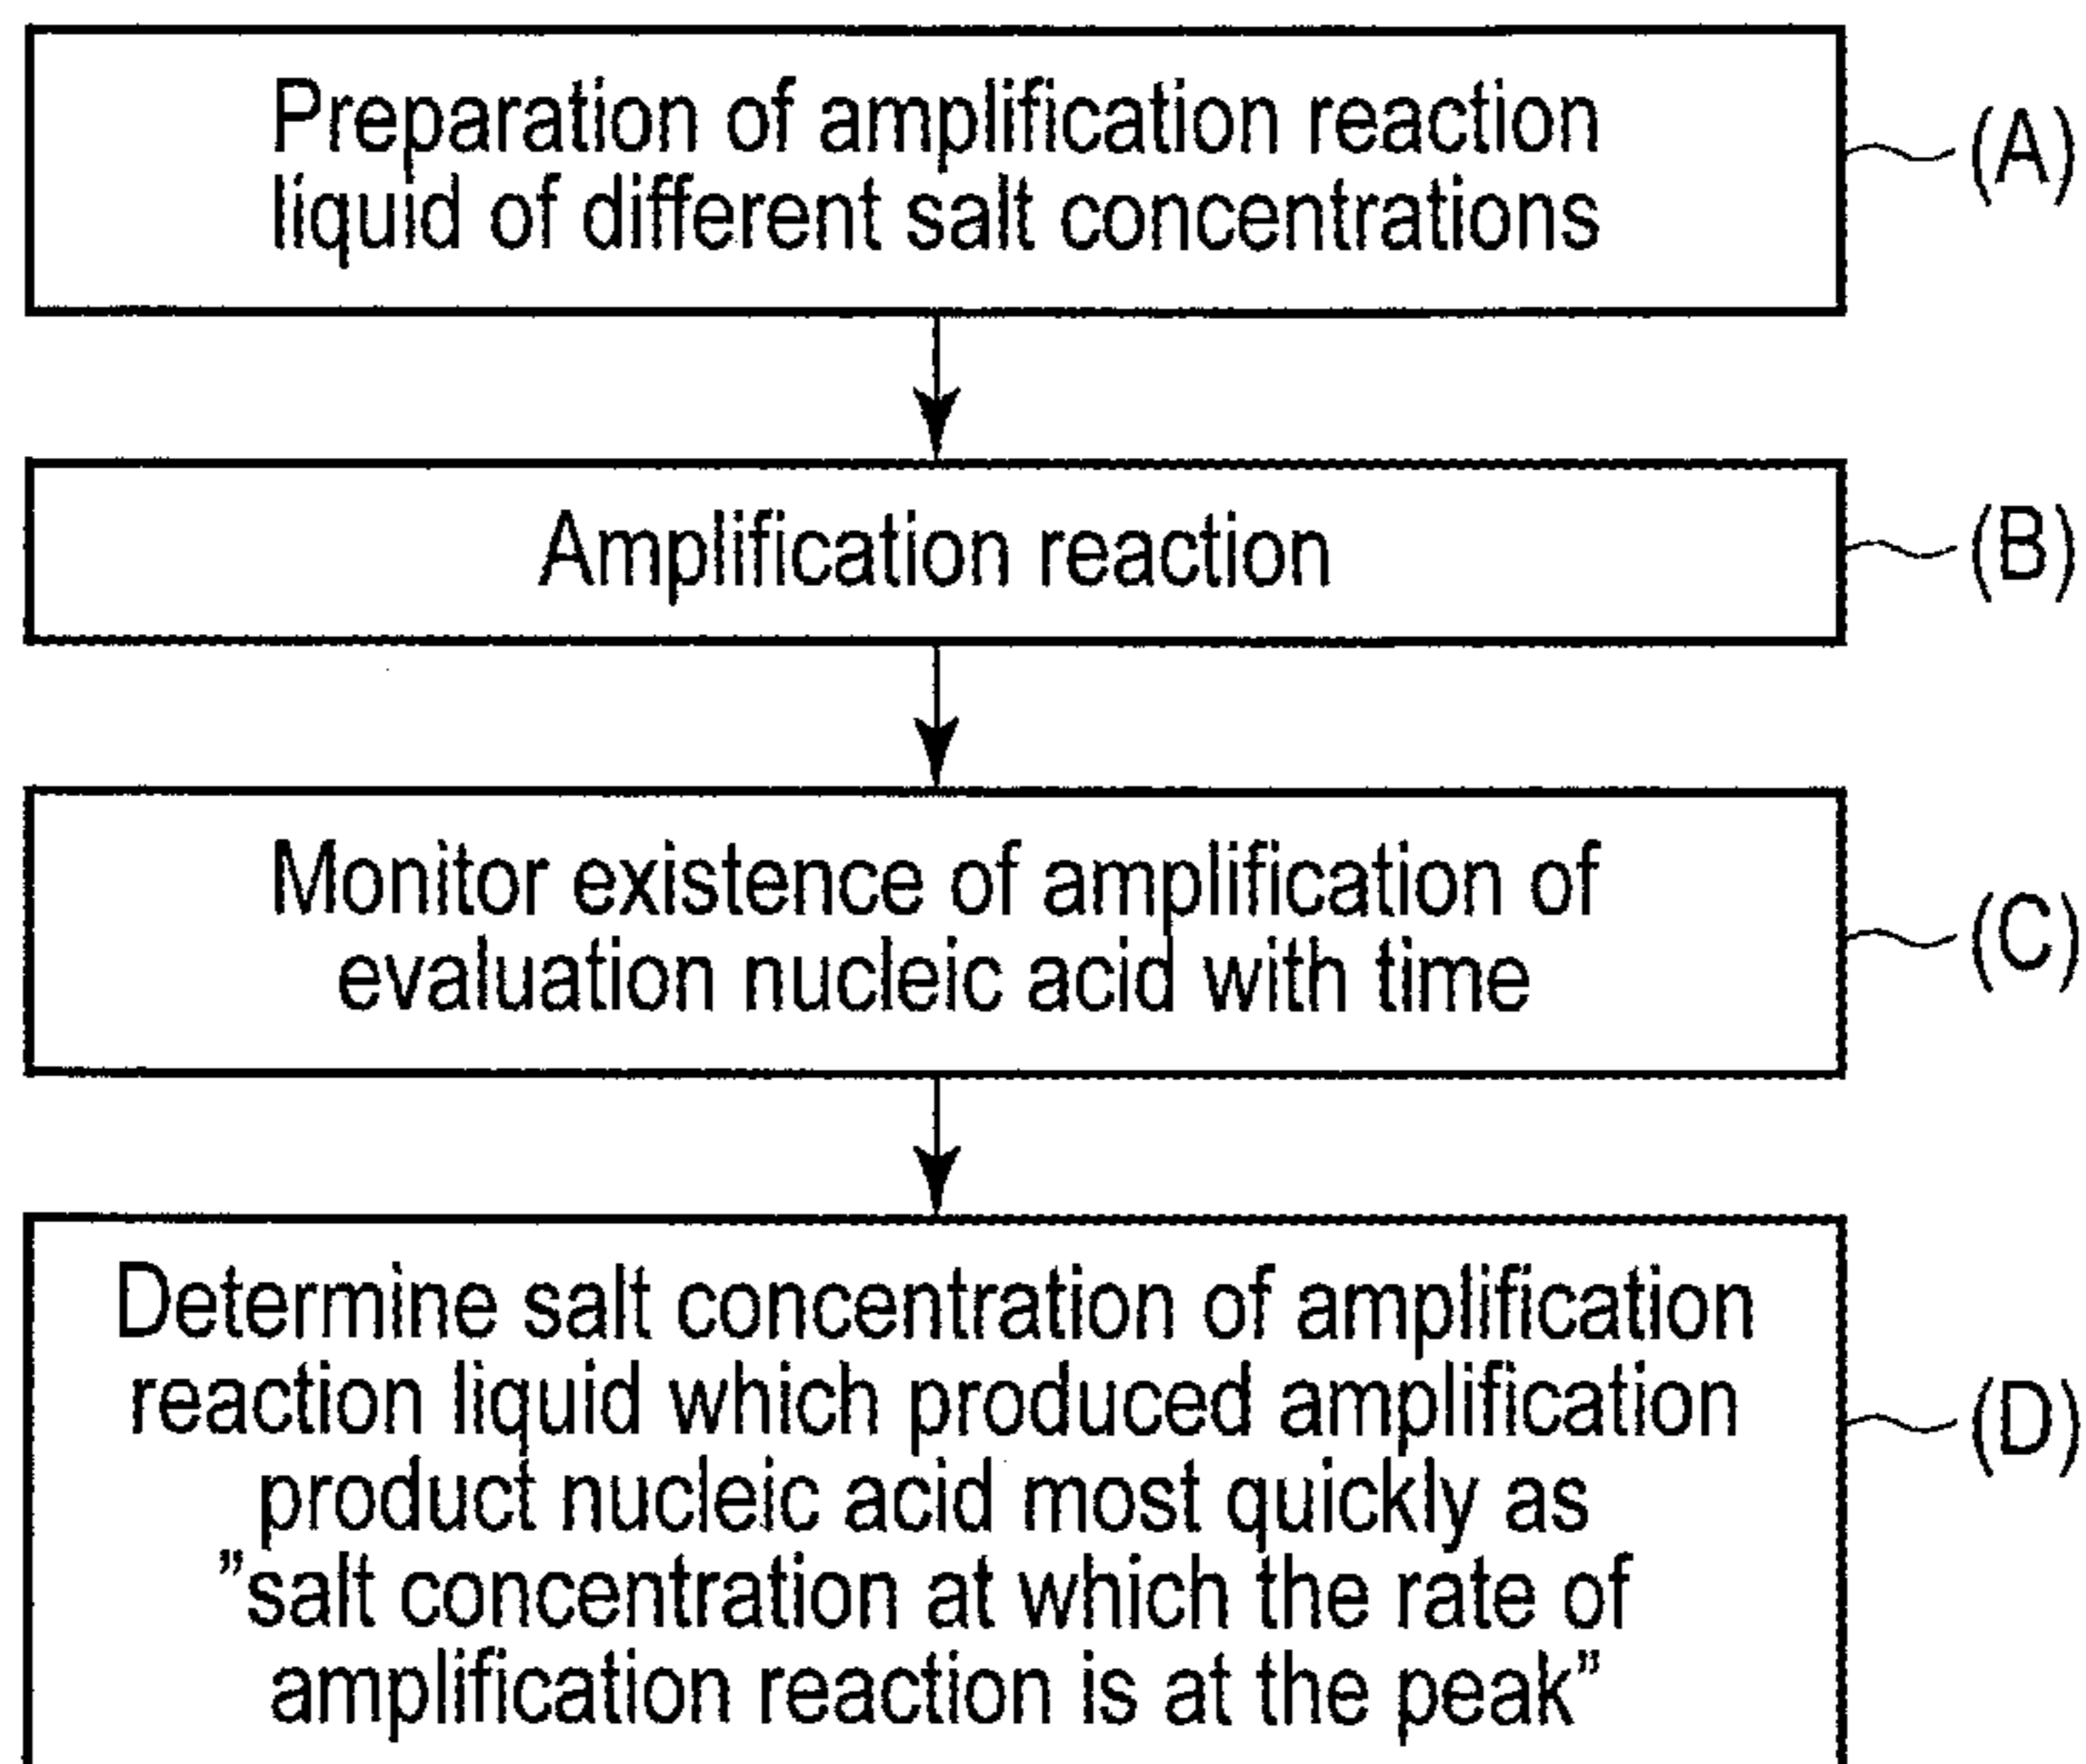 Preparation of amplification reaction
liquid of different salt concentrations
(A)
Amplification reaction
(B)
Monitor existence of amplification of
evaluation nucleic acid with time
(C)
Determine salt concentration of amplification
reaction liquid which produced amplification
product nucleic acid most quickly as
”salt concentration at which the rate of
amplification reaction is at the peak”
(D)